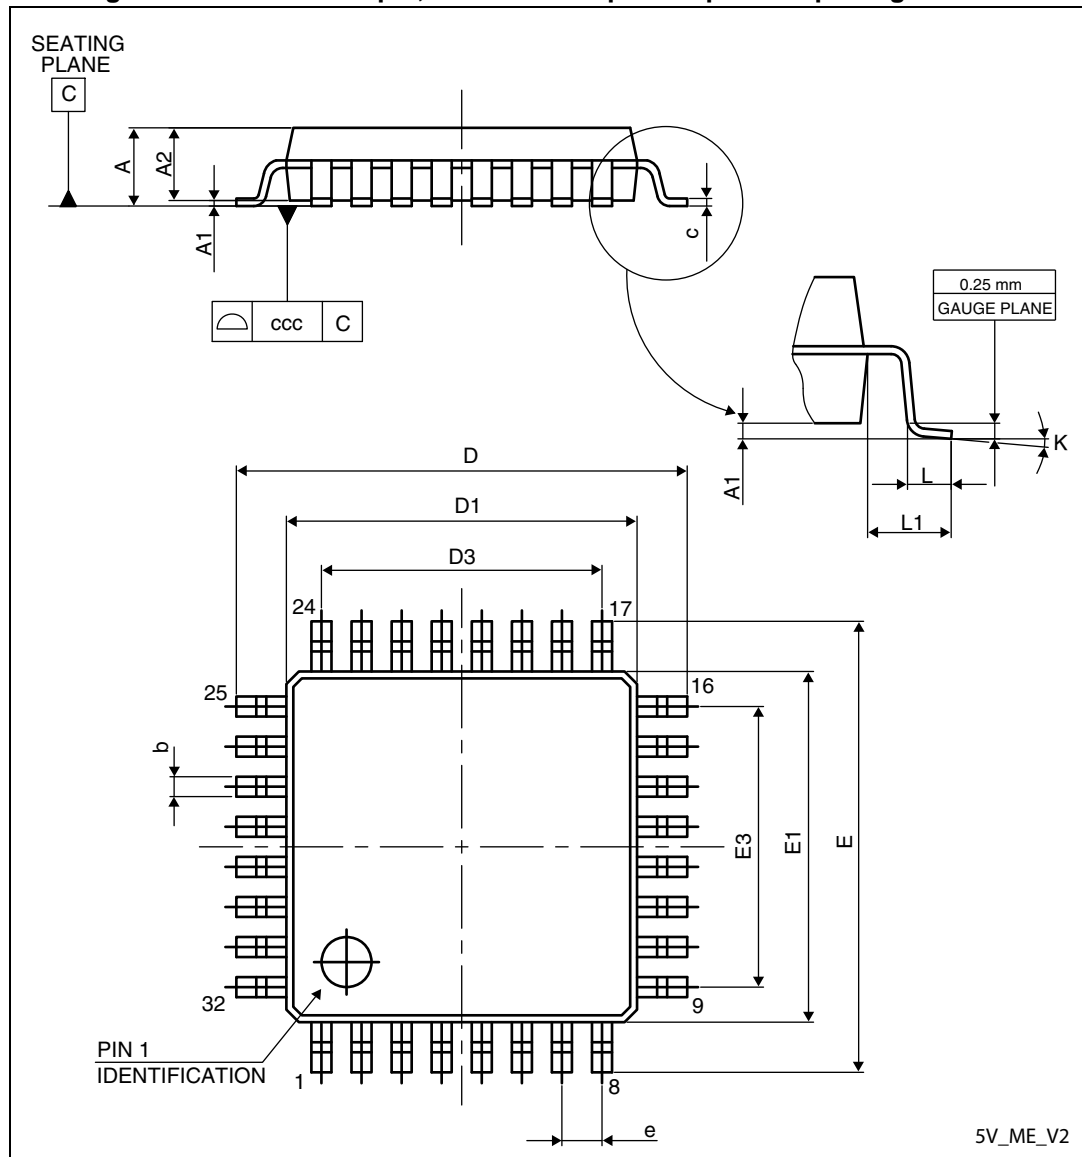 SEATING
PLANE
C
A
A2
A1
c
ccc
C
0.25 mm
GAUGE PLANE
A1
K
L
L1
D
D1
D3
24
17
25
16
b
E3
E1
E
32
9
PIN 1
IDENTIFICATION
1
8
e
5V_ME_V2